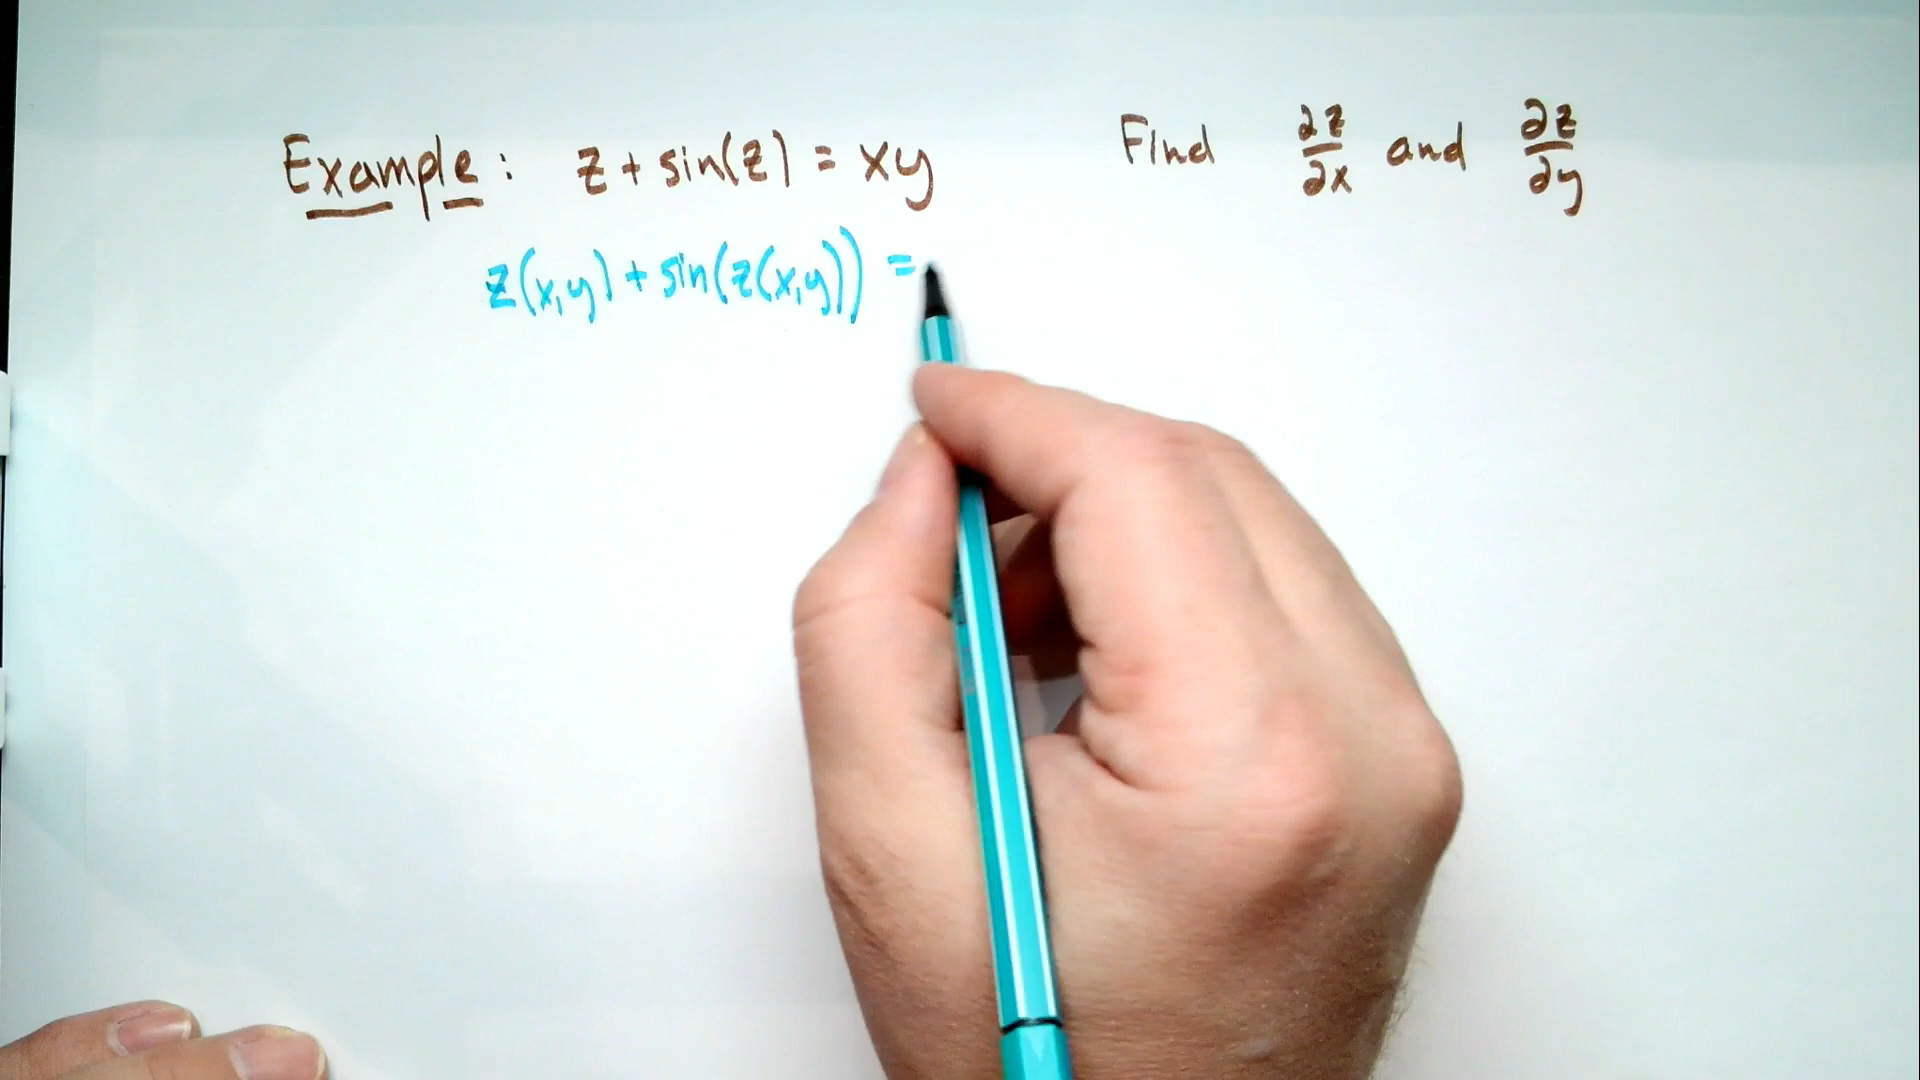 Example: z + sin(z) = xy Find ∂z/∂x and ∂z/∂y
z(x,y) + sin(z(x,y)) =